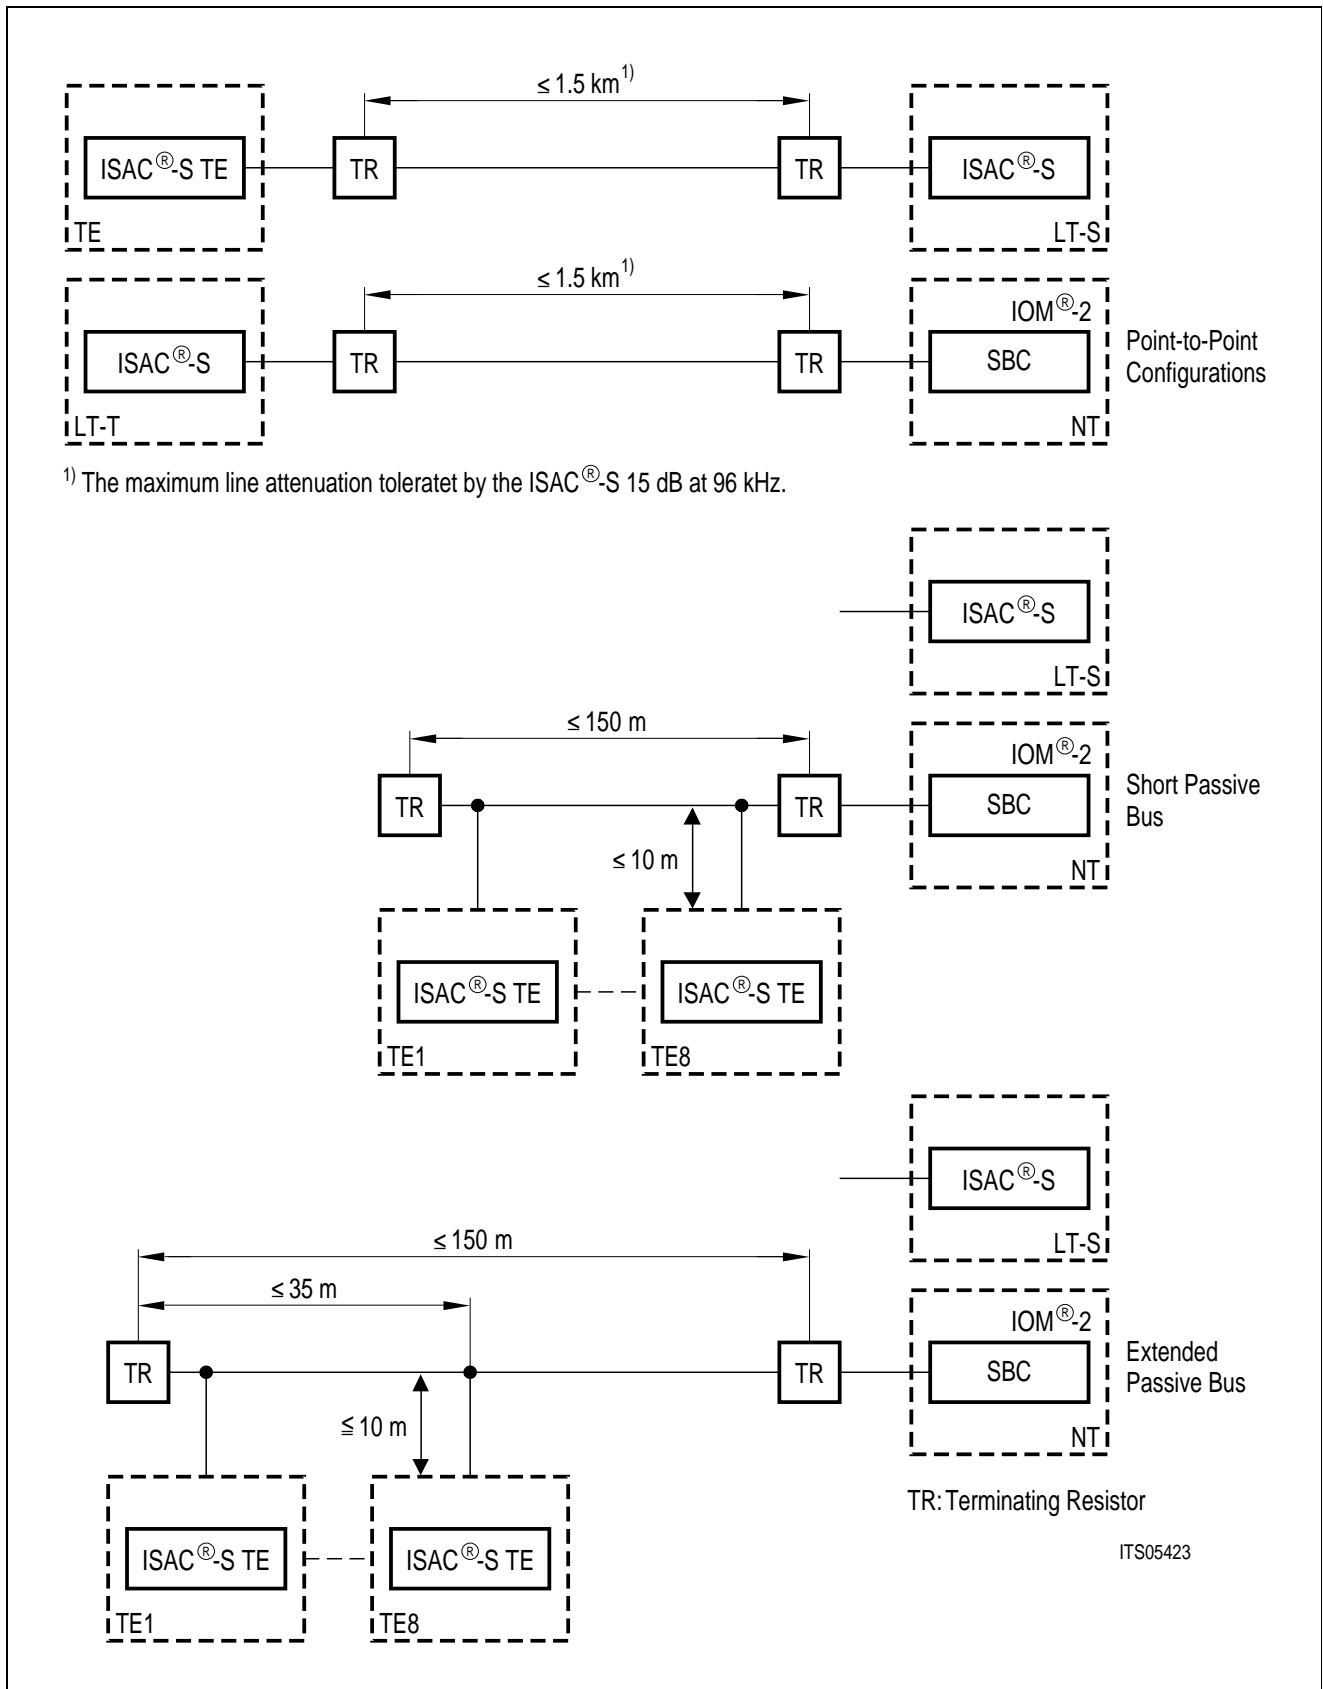 ≤ 1.5 km1)
ISAC®-S TE
TR
TR
ISAC®-S
TE
LT-S
≤ 1.5 km1)
IOM®-2
ISAC®-S
TR
TR
SBC
Point-to-Point
Configurations
LT-T
NT
1) The maximum line attenuation toleratet by the ISAC®-S 15 dB at 96 kHz.
ISAC®-S
LT-S
≤ 150 m
IOM®-2
TR
TR
SBC
Short Passive
Bus
≤ 10 m
NT
ISAC®-S TE
ISAC®-S TE
TE1
TE8
ISAC®-S
LT-S
≤ 150 m
≤ 35 m
IOM®-2
TR
TR
SBC
Extended
Passive Bus
≦ 10 m
NT
TR: Terminating Resistor
ISAC®-S TE
ISAC®-S TE
ITS05423
TE1
TE8